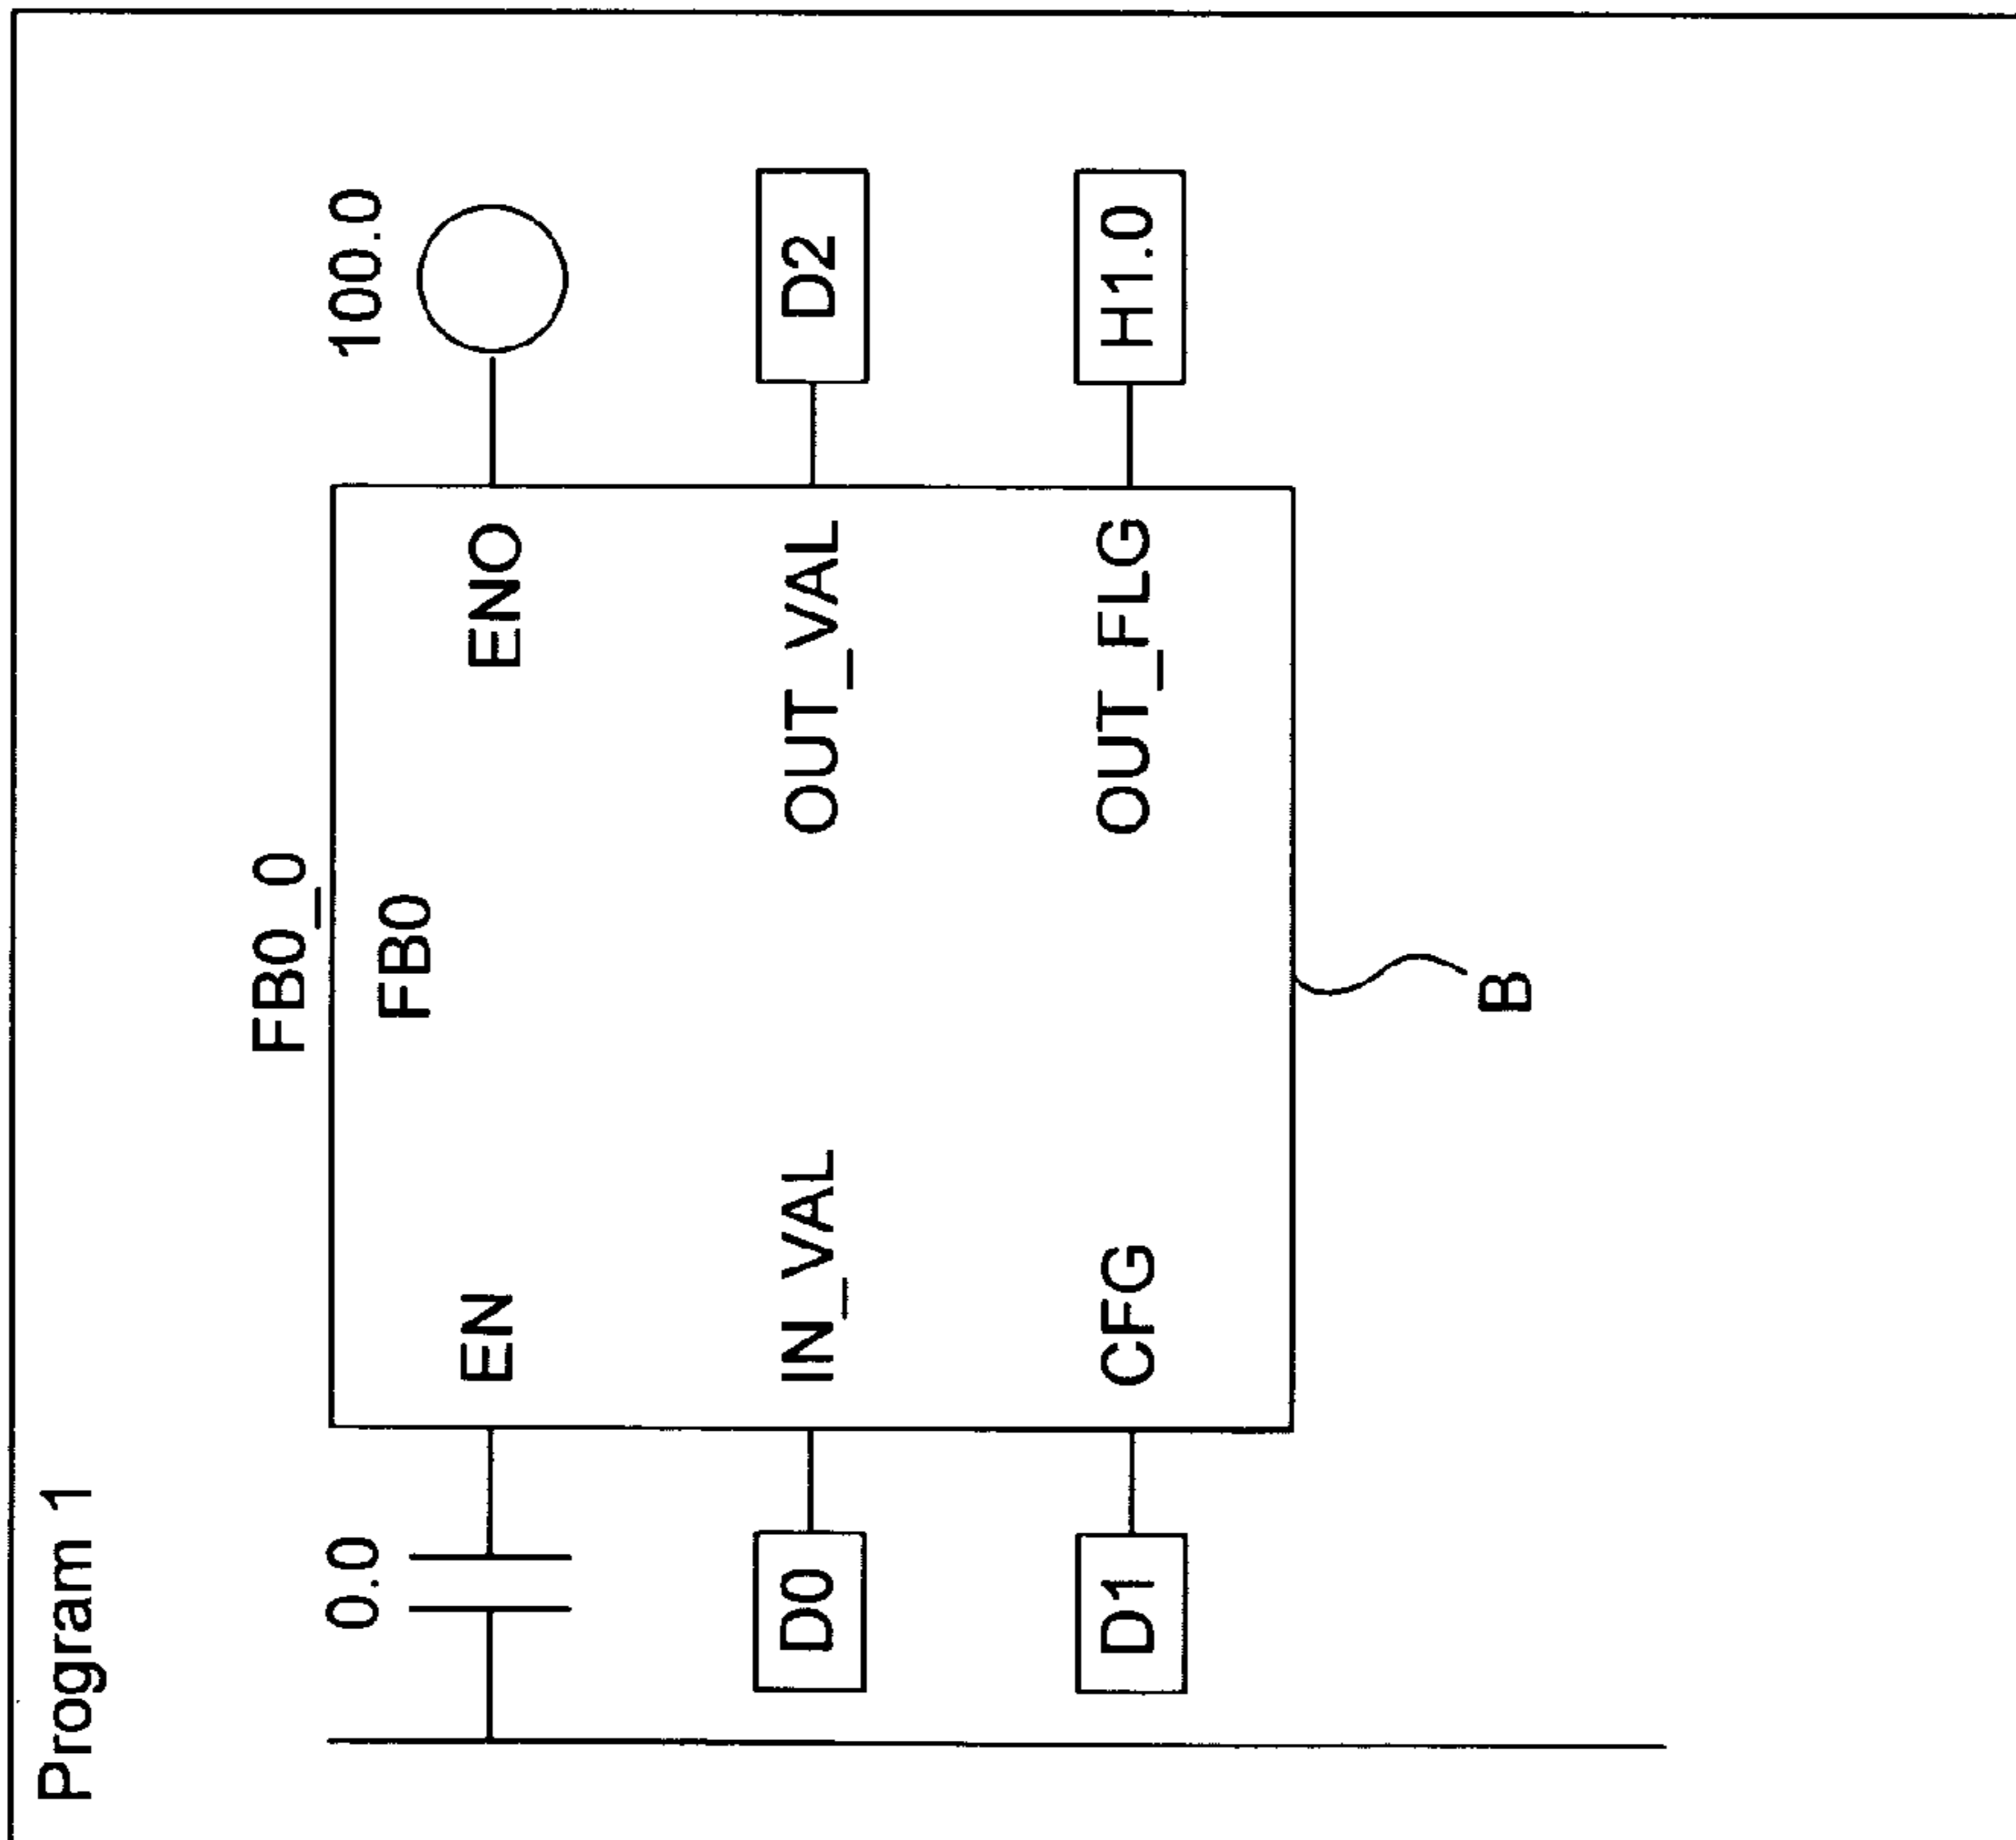 Program 1
FB0_0
0.0
100.0
FB0
EN
ENO
D0
IN_VAL
OUT_VAL
D2
D1
CFG
OUT_FLG
H1.0
B